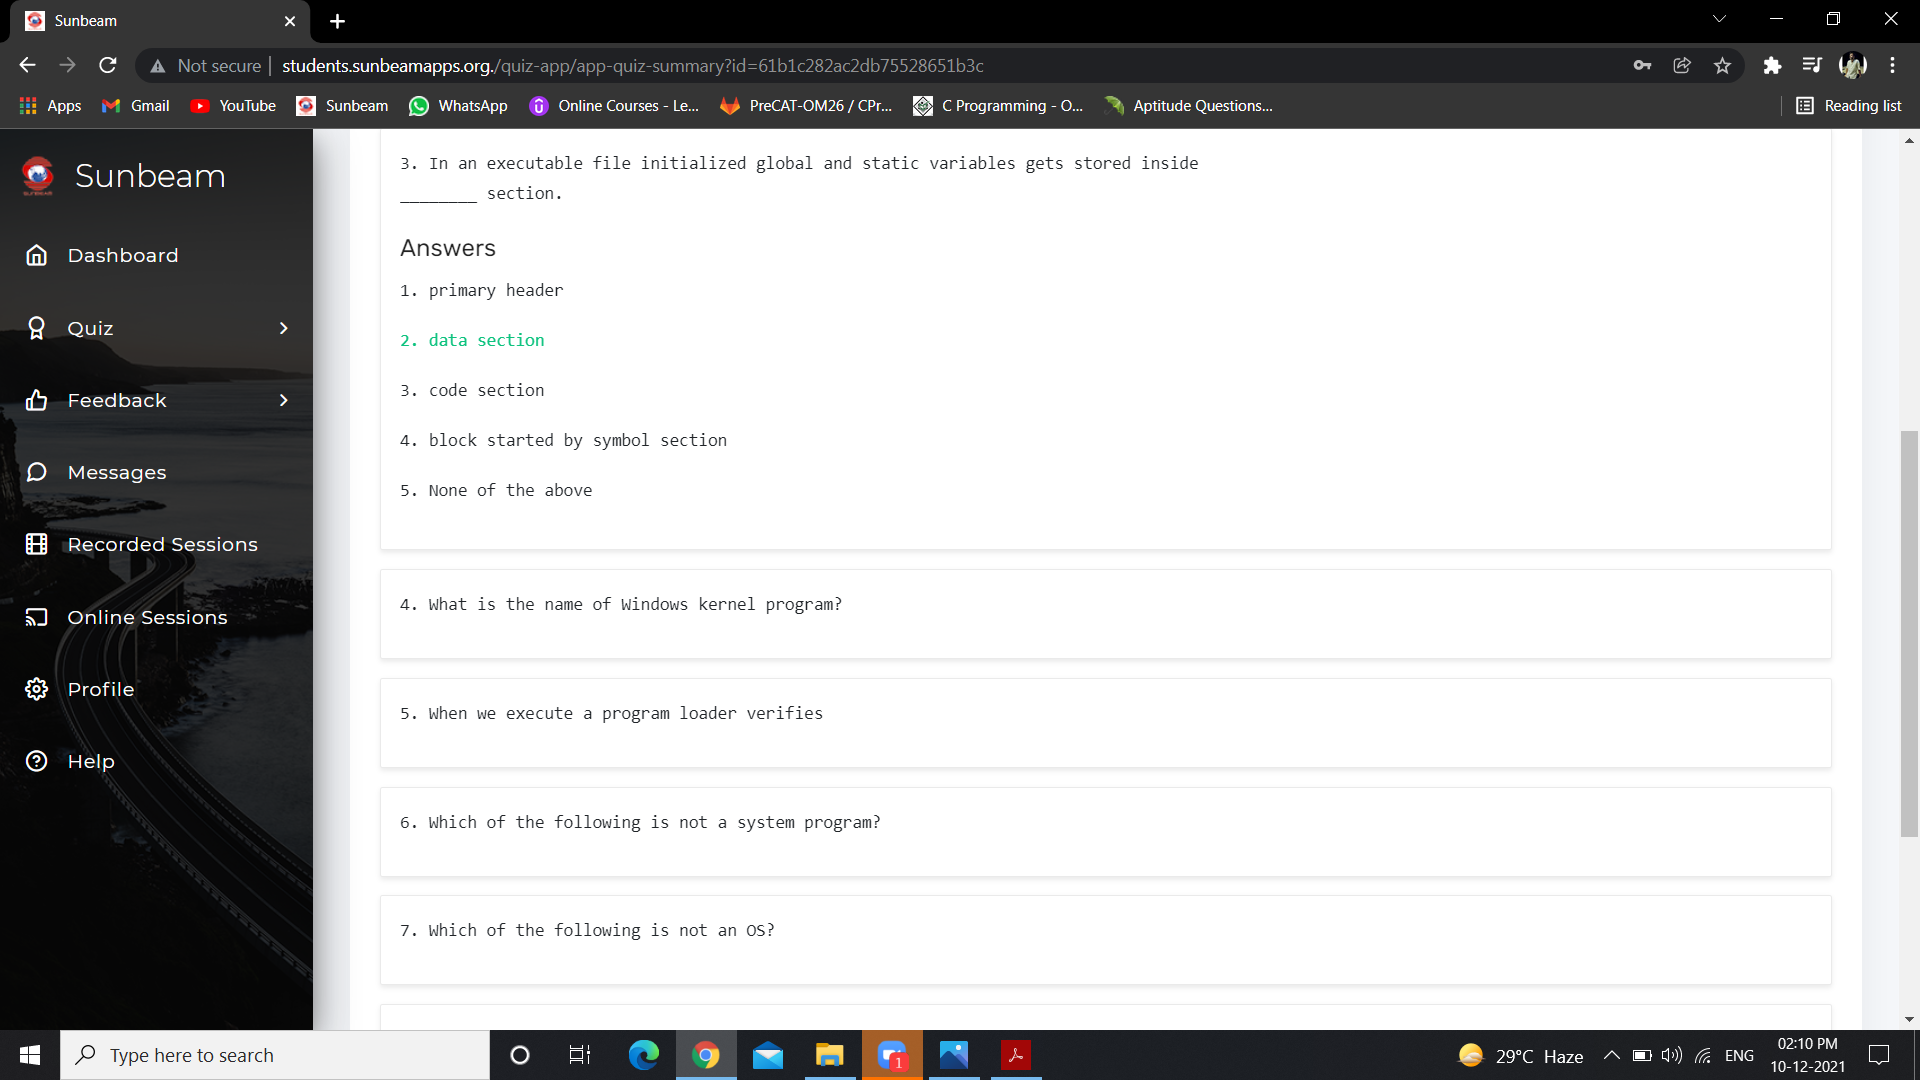 Sunbeam
Not secure
students.sunbeamapps.org./quiz-app/app-quiz-summary?id=61b1c282ac2db75528651b3c
Apps
Gmail
YouTube
Sunbeam
WhatsApp
Online Courses - Le...
PreCAT-OM26 / CPr...
C Programming - O...
Aptitude Questions...
Reading list
Sunbeam
Dashboard
Quiz
Feedback
Messages
Recorded Sessions
Online Sessions
Profile
Help
3. In an executable file initialized global and static variables gets stored inside
________ section.
Answers
1. primary header
2. data section
3. code section
4. block started by symbol section
5. None of the above
4. What is the name of Windows kernel program?
5. When we execute a program loader verifies
6. Which of the following is not a system program?
7. Which of the following is not an OS?
Type here to search
1
29°C Haze
ENG
02:10 PM
10-12-2021